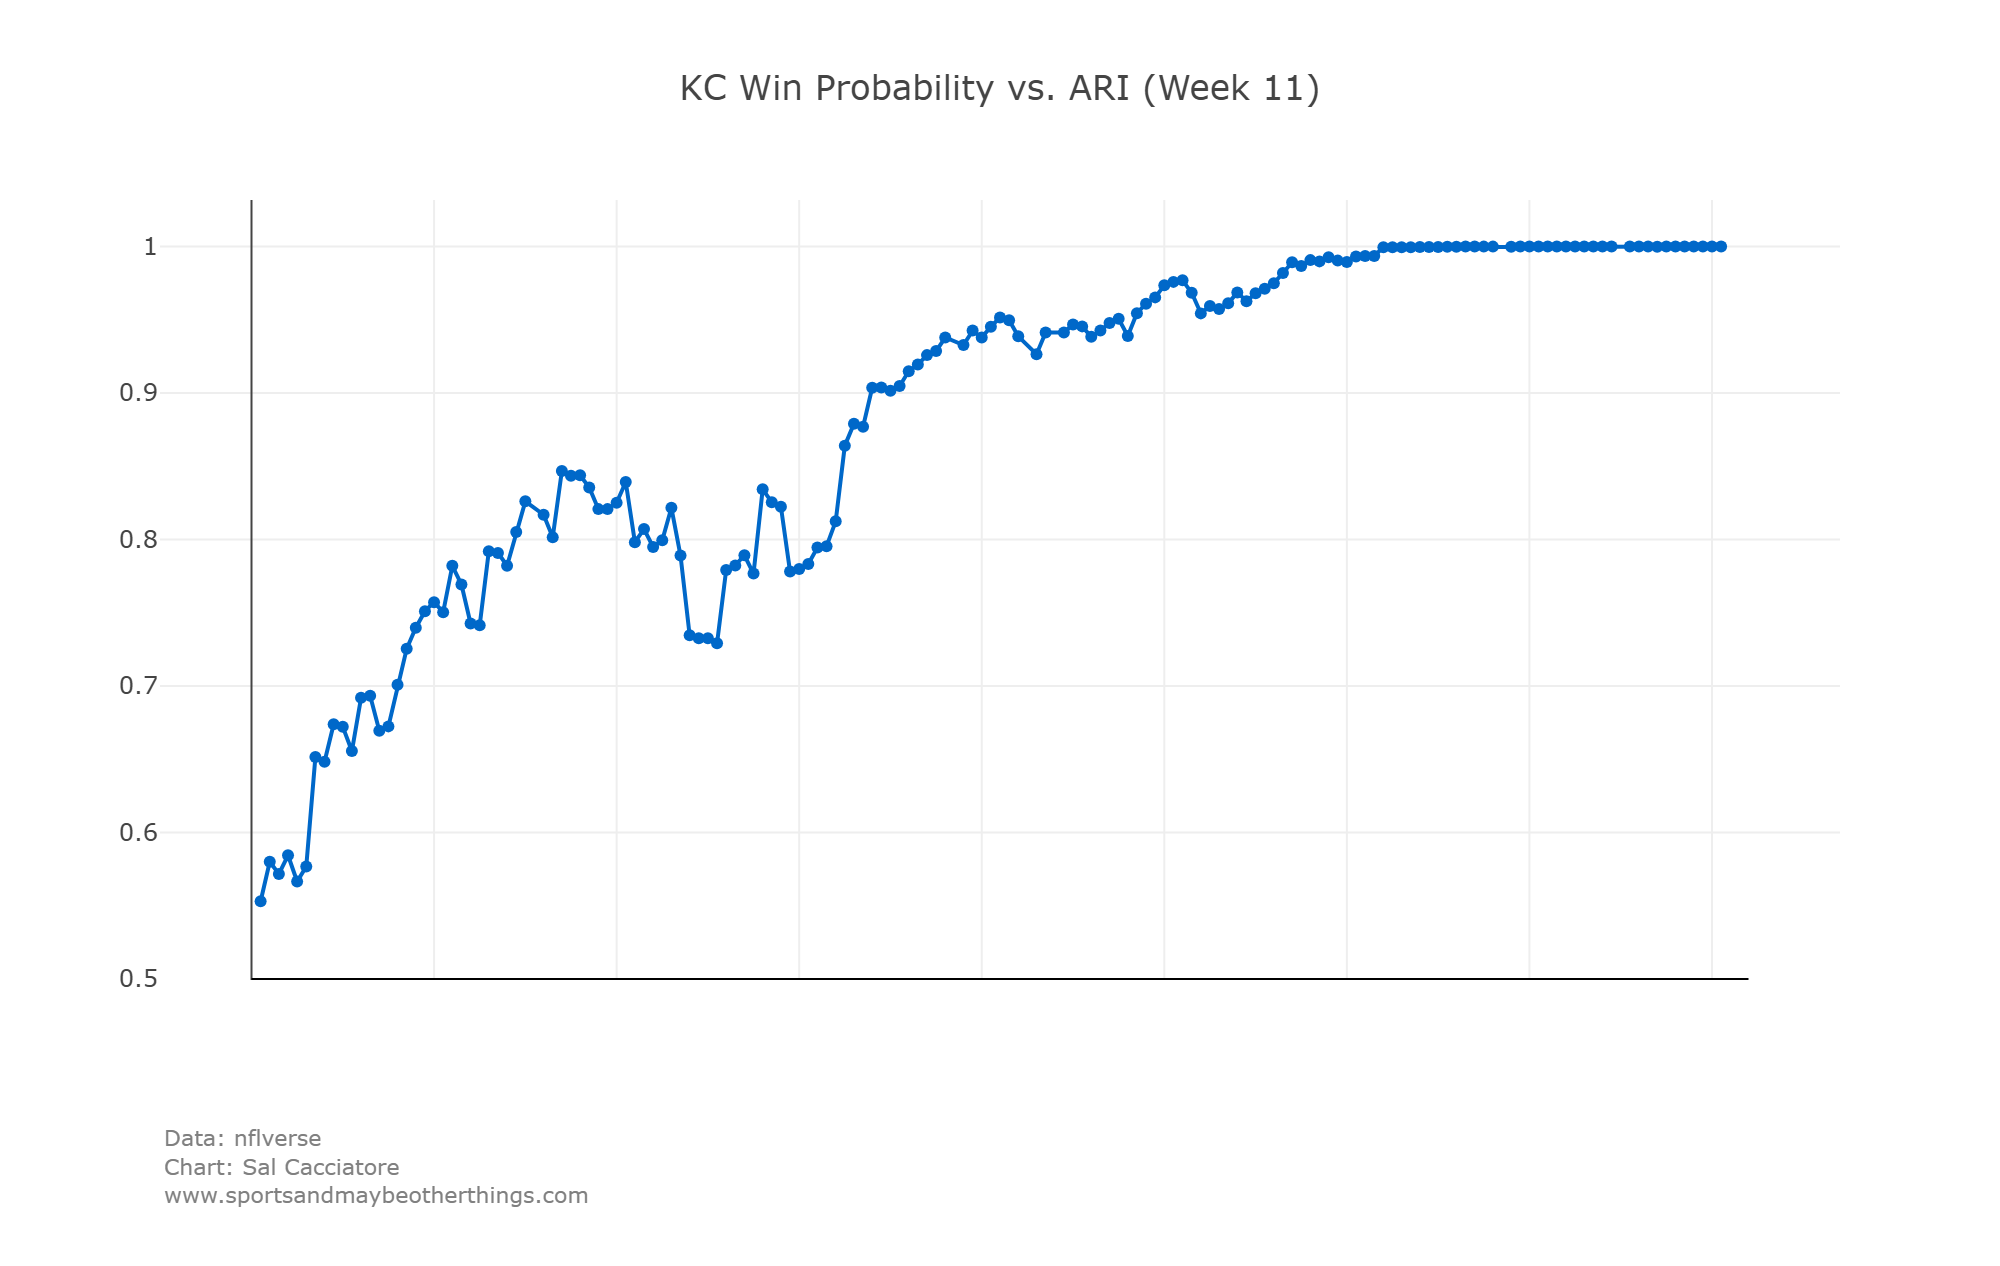 KC Win Probability vs. ARI (Week 11)
1
0.9
0.8
0.7
0.6
0.5
Data: nflverse
Chart: Sal Cacciatore
www.sportsandmaybeotherthings.com